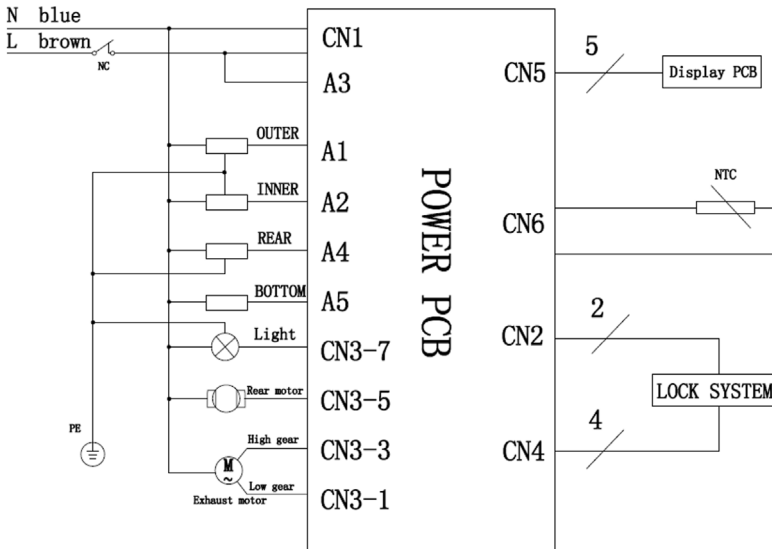 N blue
L brown
NC
CN1
A3
OUTER
A1
INNER
A2
REAR
A4
BOTTOM
A5
Light
CN3-7
Rear motor
CN3-5
PE
High gear
CN3-3
M
~
Low gear
Exhaust motor
CN3-1
POWER PCB
CN5
5
Display PCB
NTC
CN6
CN2
2
LOCK SYSTEM
4
CN4